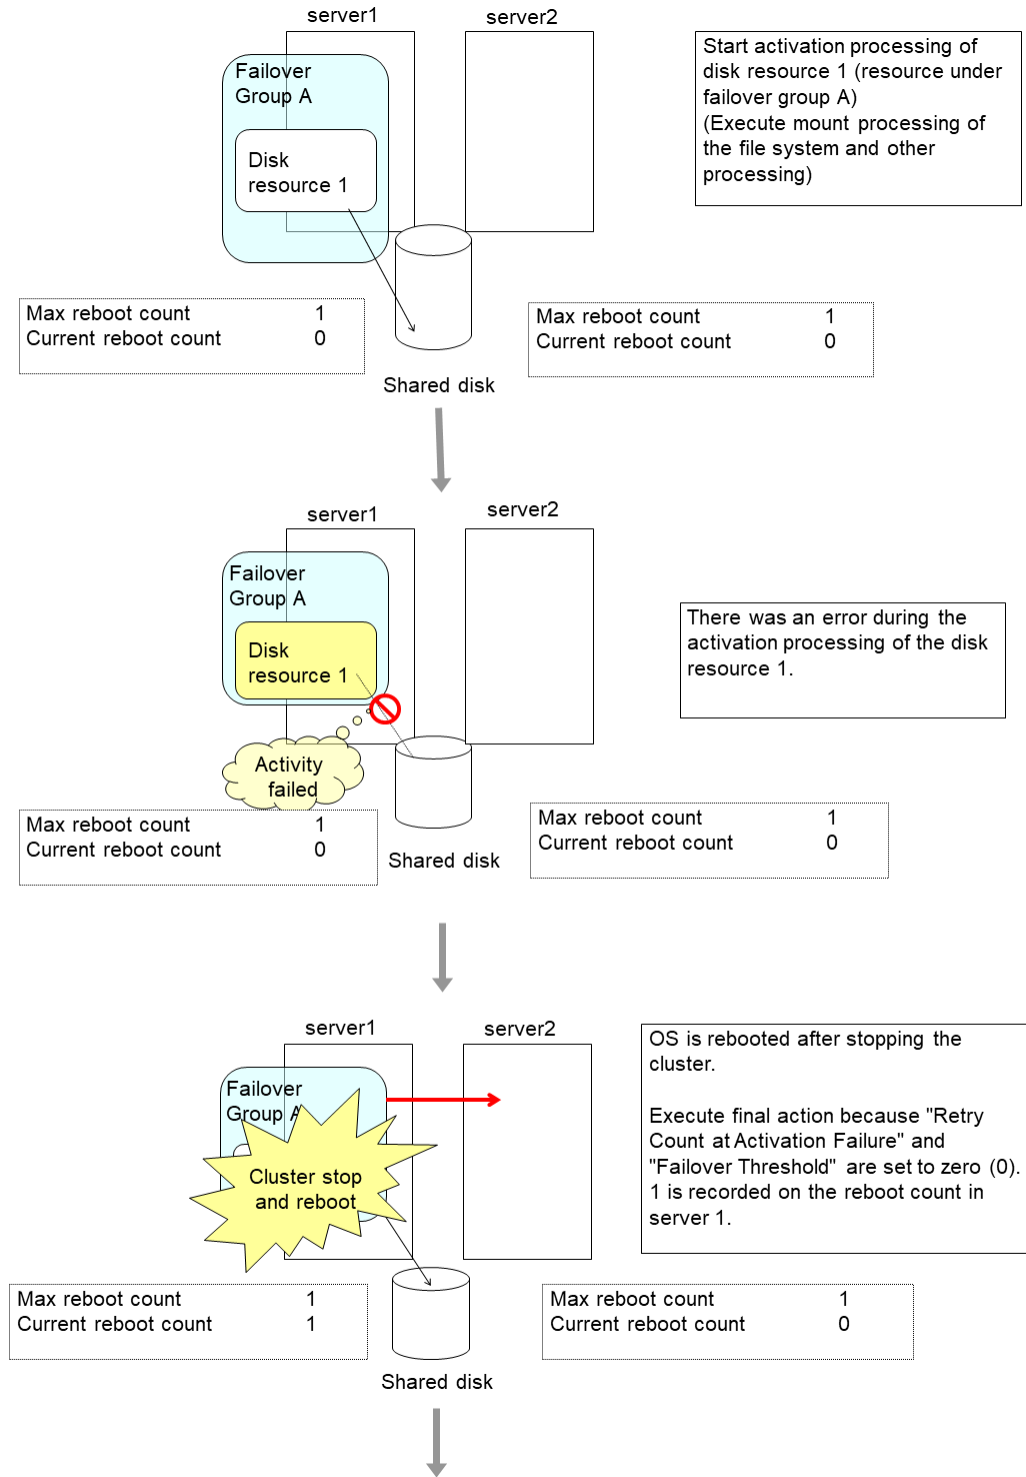 server1
server2
Failover
Group A
Disk
resource 1
Start activation processing of
disk resource 1 (resource under
failover group A)
(Execute mount processing of
the file system and other
processing)
Max reboot count 1
Current reboot count 0
Max reboot count 1
Current reboot count 0
Shared disk
server1
server2
Failover
Group A
Disk
resource 1
There was an error during the
activation processing of the disk
resource 1.
Activity
failed
Max reboot count 1
Current reboot count 0
Max reboot count 1
Current reboot count 0
Shared disk
server1
server2
Failover
Group A
Cluster stop
and reboot
OS is rebooted after stopping the
cluster.
Execute final action because "Retry
Count at Activation Failure" and
"Failover Threshold" are set to zero (0).
1 is recorded on the reboot count in
server 1.
Max reboot count 1
Current reboot count 1
Max reboot count 1
Current reboot count 0
Shared disk